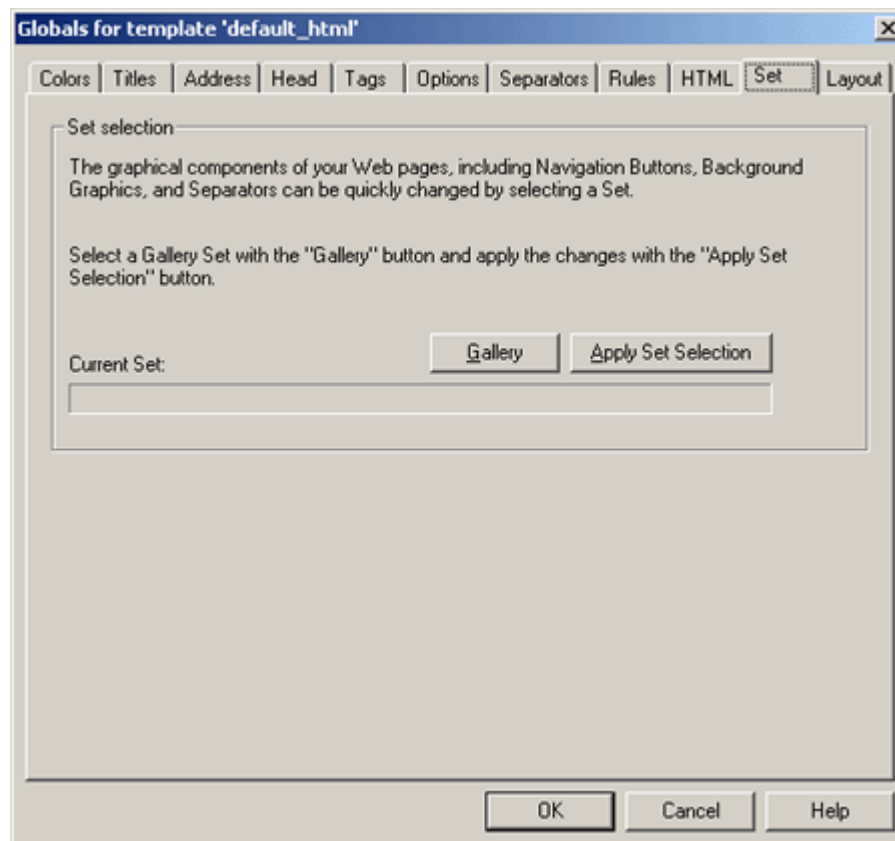 Globals for template 'default_html'
Colors Titles Address Head Tags Options Separators Rules HTML Set Layout
Set selection
The graphical components of your Web pages, including Navigation Buttons, Background
Graphics, and Separators can be quickly changed by selecting a Set.
Select a Gallery Set with the "Gallery" button and apply the changes with the "Apply Set
Selection" button.
Gallery Apply Set Selection
Current Set:
OK Cancel Help